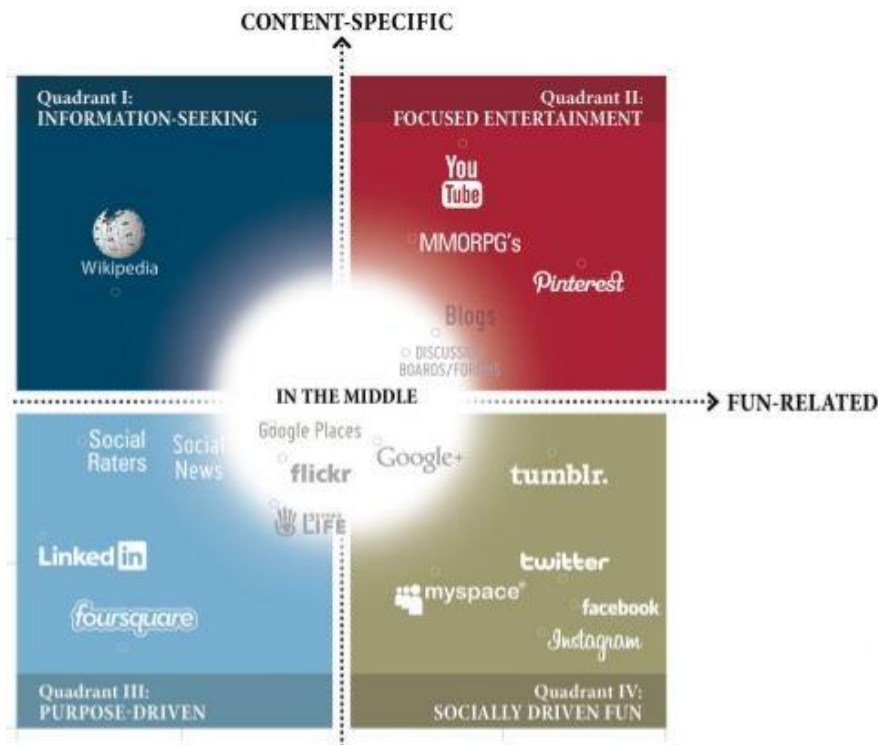 CONTENT-SPECIFIC
Quadrant I:
INFORMATION-SEEKING
Quadrant II:
FOCUSED ENTERTAINMENT
You
Tube
MMORPG's
Wikipedia
Pinterest
Blogs
DISCUSSION
BOARDS/FORUMS
IN THE MIDDLE
FUN-RELATED
Social
Raters
Social
News
Google Places
flickr
Google+
tumblr.
LIFE
Linked in
twitter
myspace
facebook
foursquare
Instagram
Quadrant III:
PURPOSE-DRIVEN
Quadrant IV:
SOCIALLY DRIVEN FUN